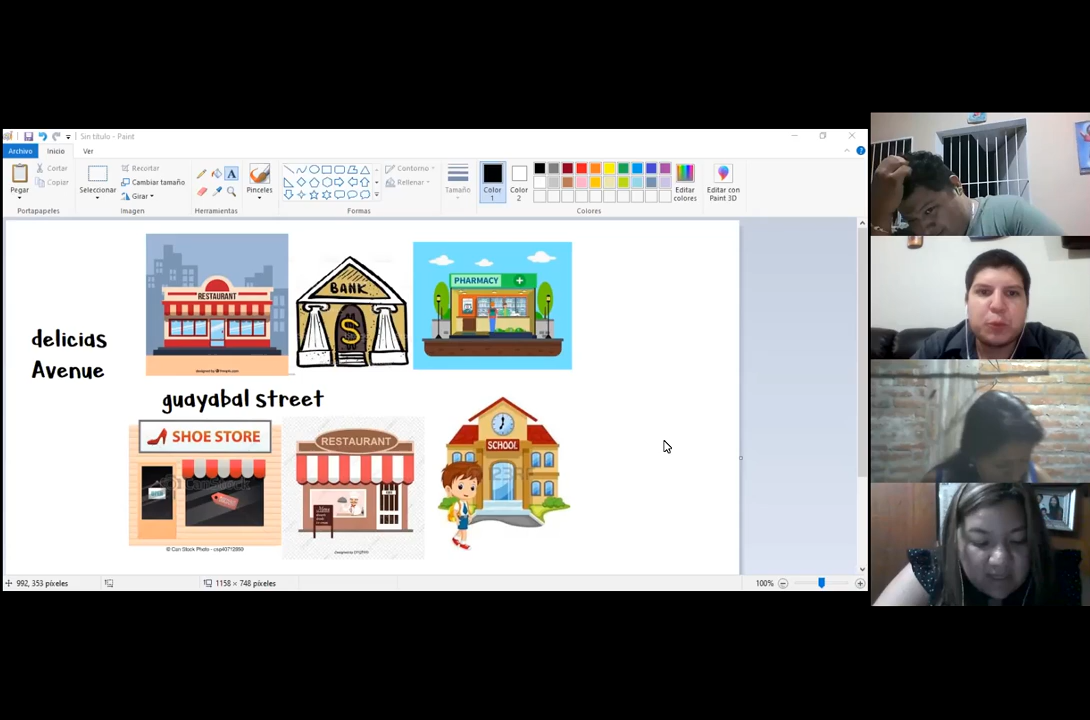 Sin título - Paint
Archivo
Inicio
Ver
Pegar
Cortar
Copiar
Portapapeles
Seleccionar
Recortar
Cambiar tamaño
Girar
Imagen
A
Herramientas
Pinceles
Contorno
Rellenar
Formas
Tamaño
Color 1
Color 2
Editar colores
Editar con Paint 3D
Colores
RESTAURANT
BANK
$
PHARMACY
delicias
Avenue
guayabal street
SHOE STORE
RESTAURANT
SCHOOL
© Can Stock Photo - csp40712893
992, 353 píxeles
1158 × 748 píxeles
100%